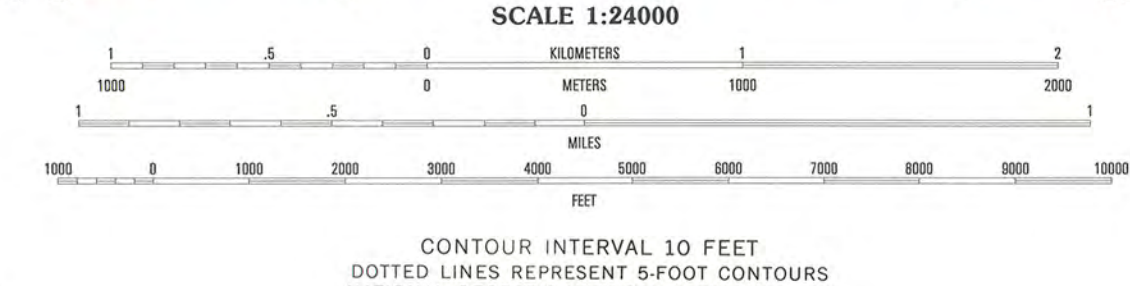 SCALE 1:24000
1 .5 0 KILOMETERS 1 2
1000 0 METERS 1000 2000
1 .5 0 1
MILES
1000 0 1000 2000 3000 4000 5000 6000 7000 8000 9000 10000
FEET
CONTOUR INTERVAL 10 FEET
DOTTED LINES REPRESENT 5-FOOT CONTOURS